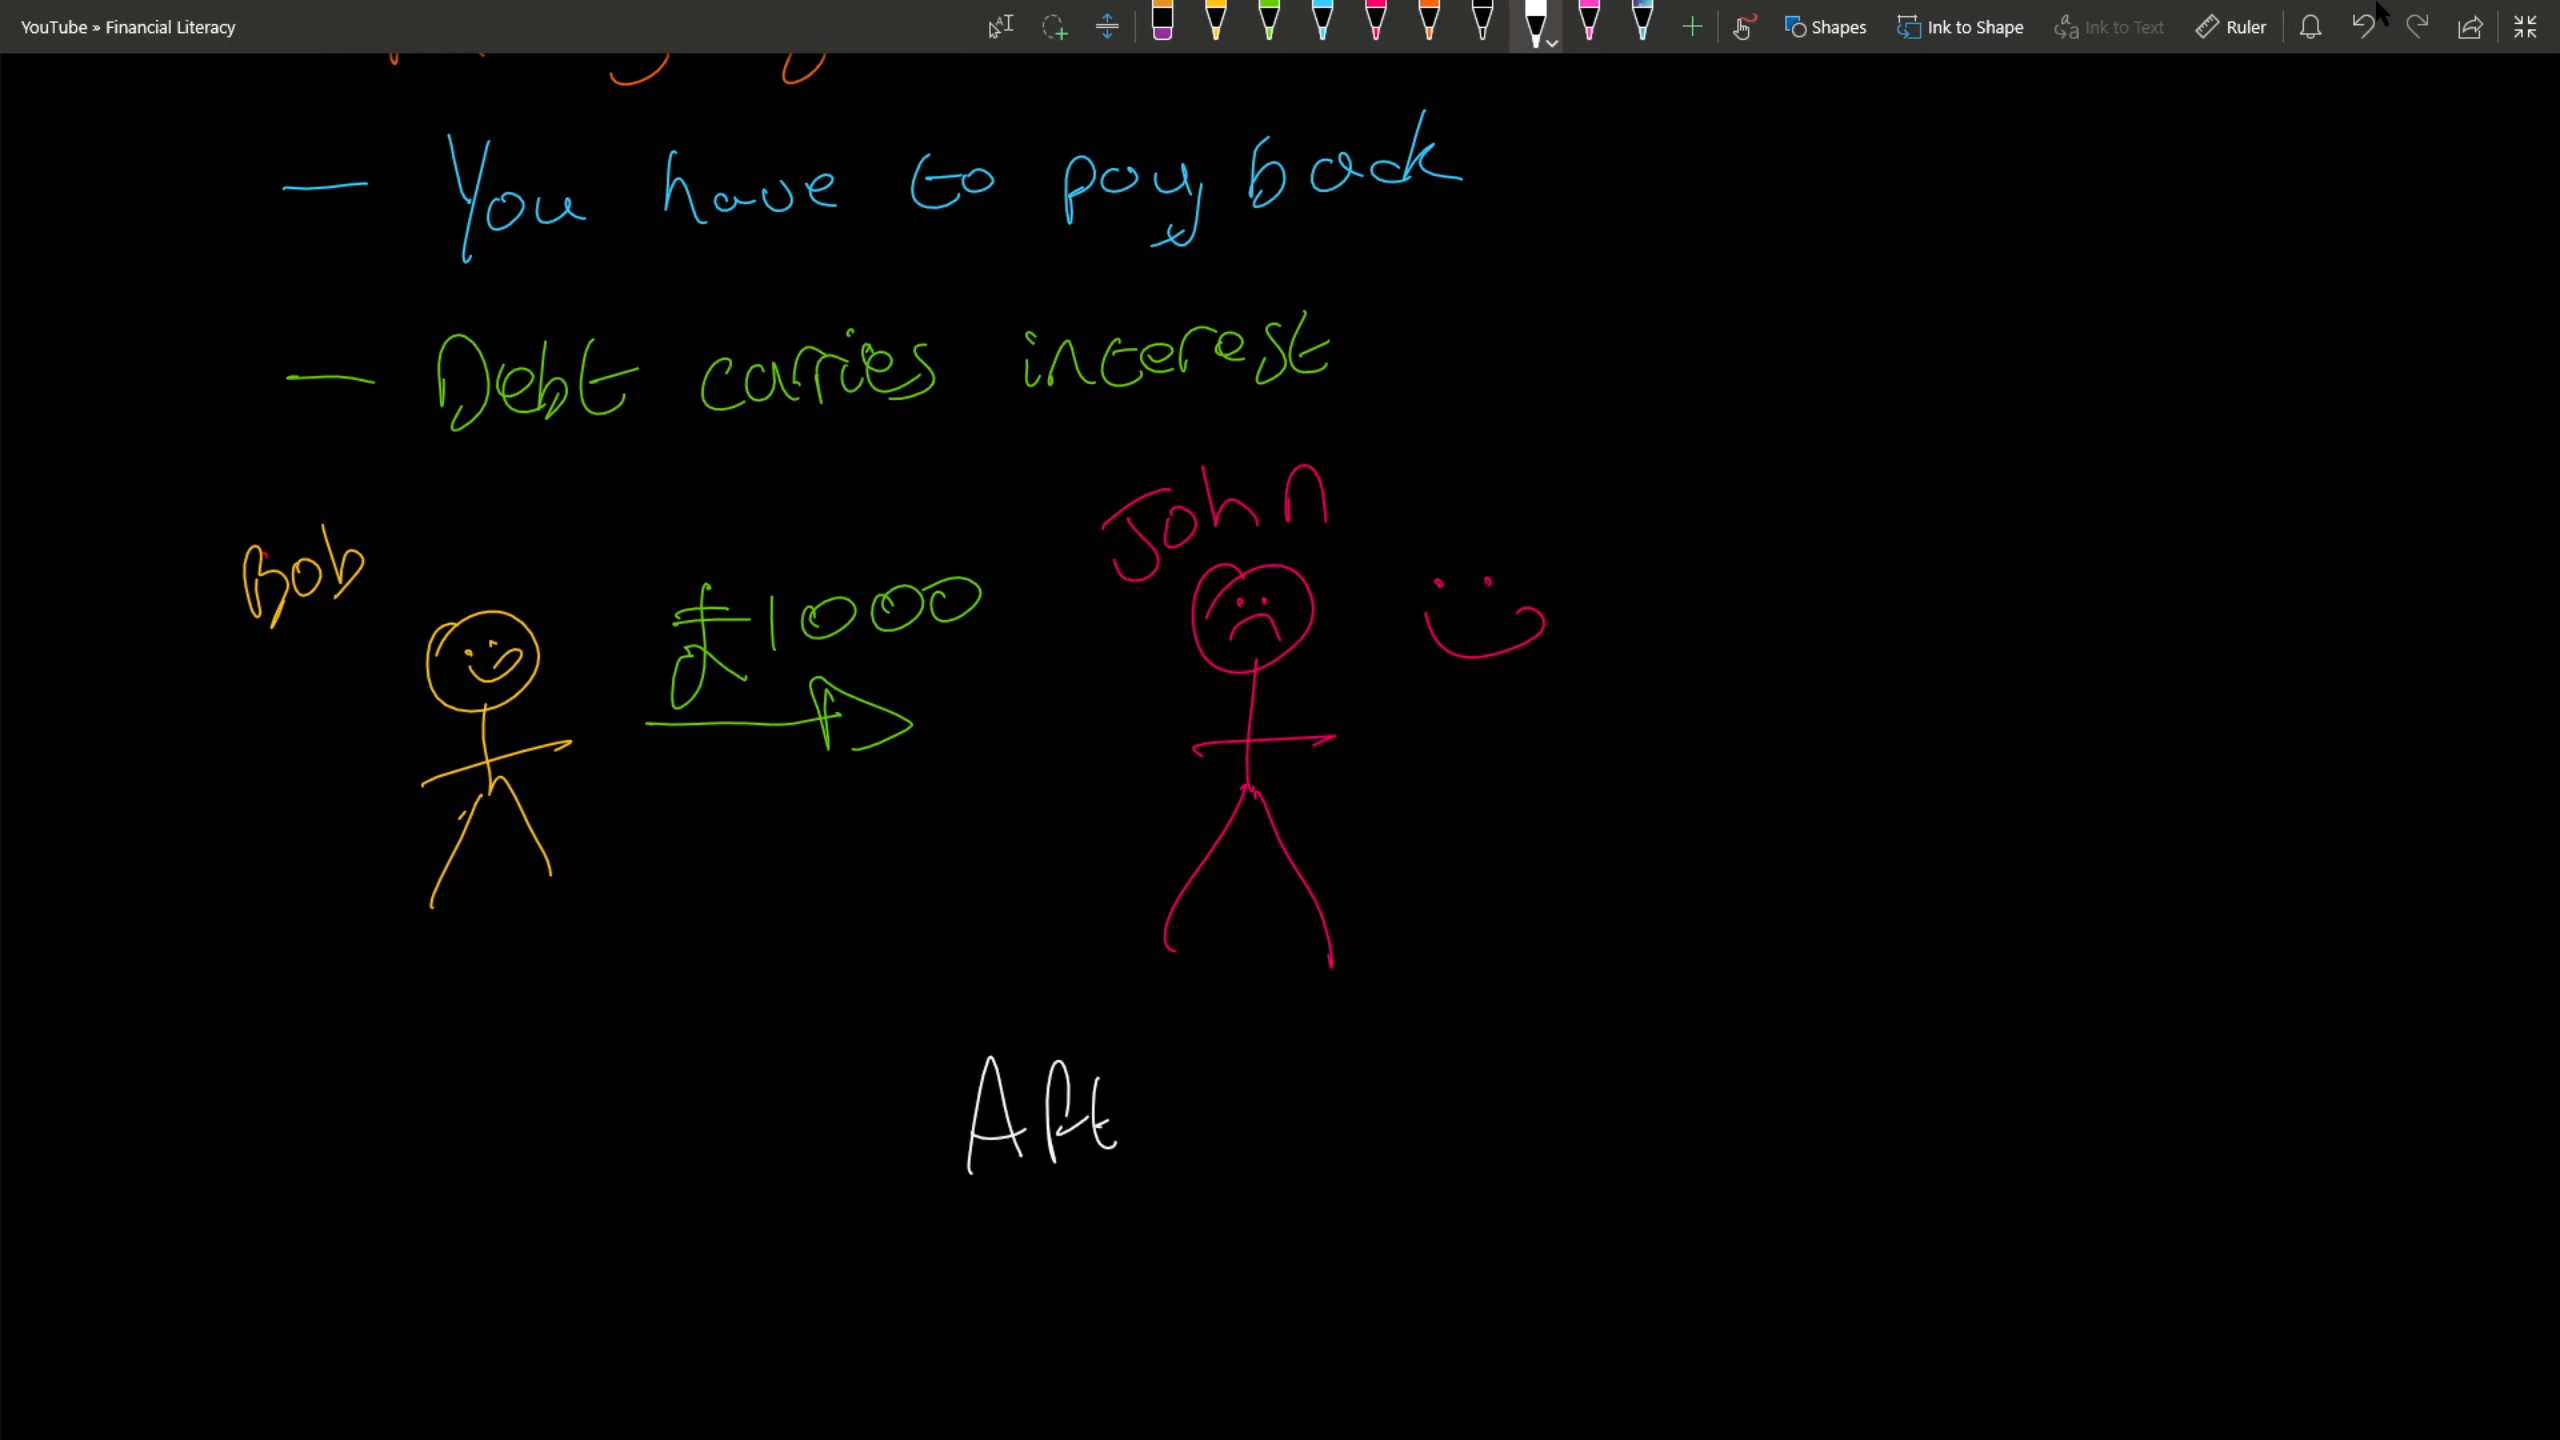 YouTube » Financial Literacy
Shapes
Ink to Shape
Ink to Text
Ruler
— You have to pay back
— Debt carries interest
John
Bob
£1000